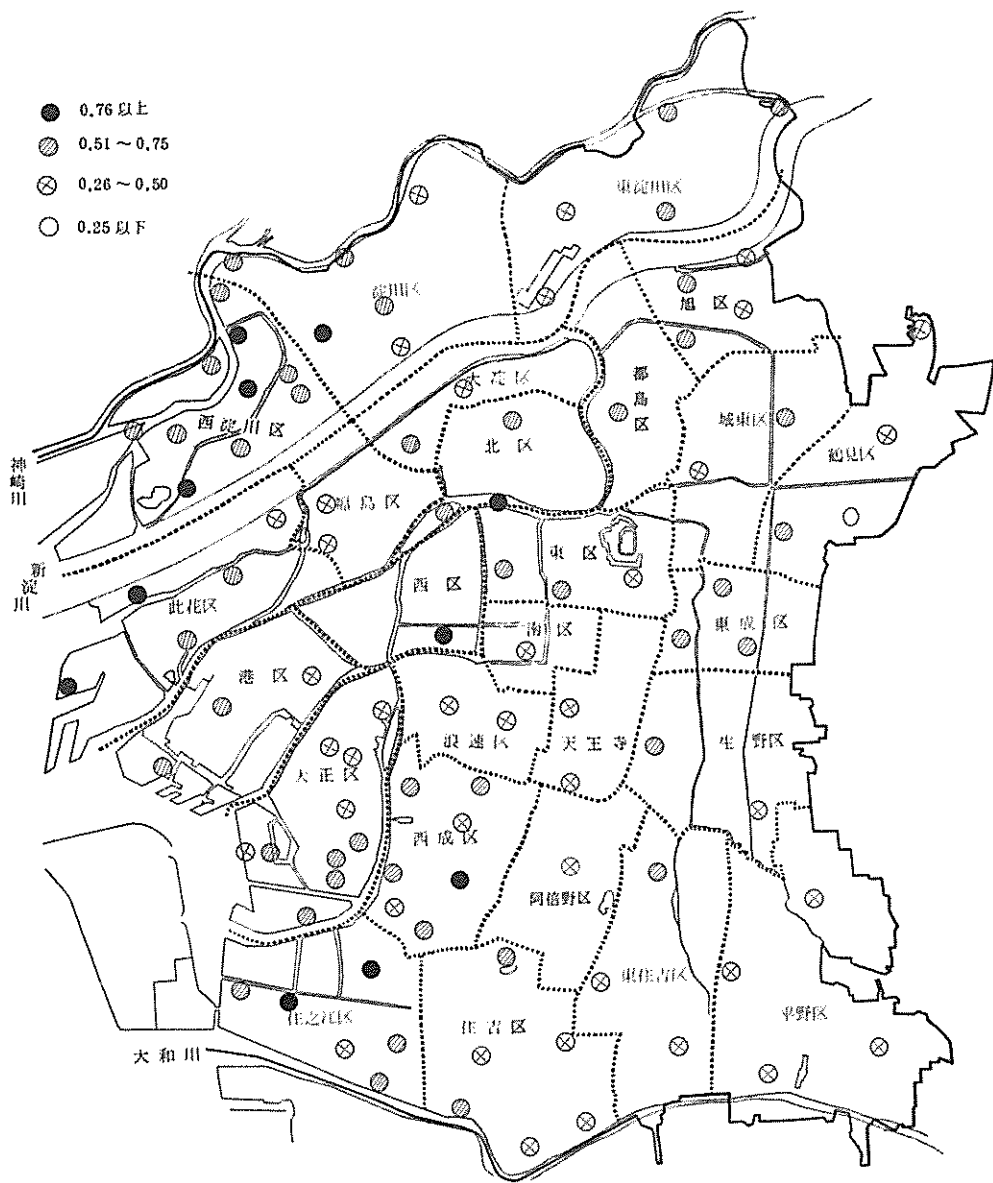 0.76以上
0.51～0.75
0.26～0.50
0.25以下
東淀川区
淀川区
旭区
大淀区
都島区
城東区
鶴見区
西淀川区
北区
神崎川
福島区
東区
新淀川
西区
此花区
南区
東成区
港区
浪速区
天王寺
生野区
大正区
西成区
阿倍野区
東住吉区
住之江区
住吉区
平野区
大和川